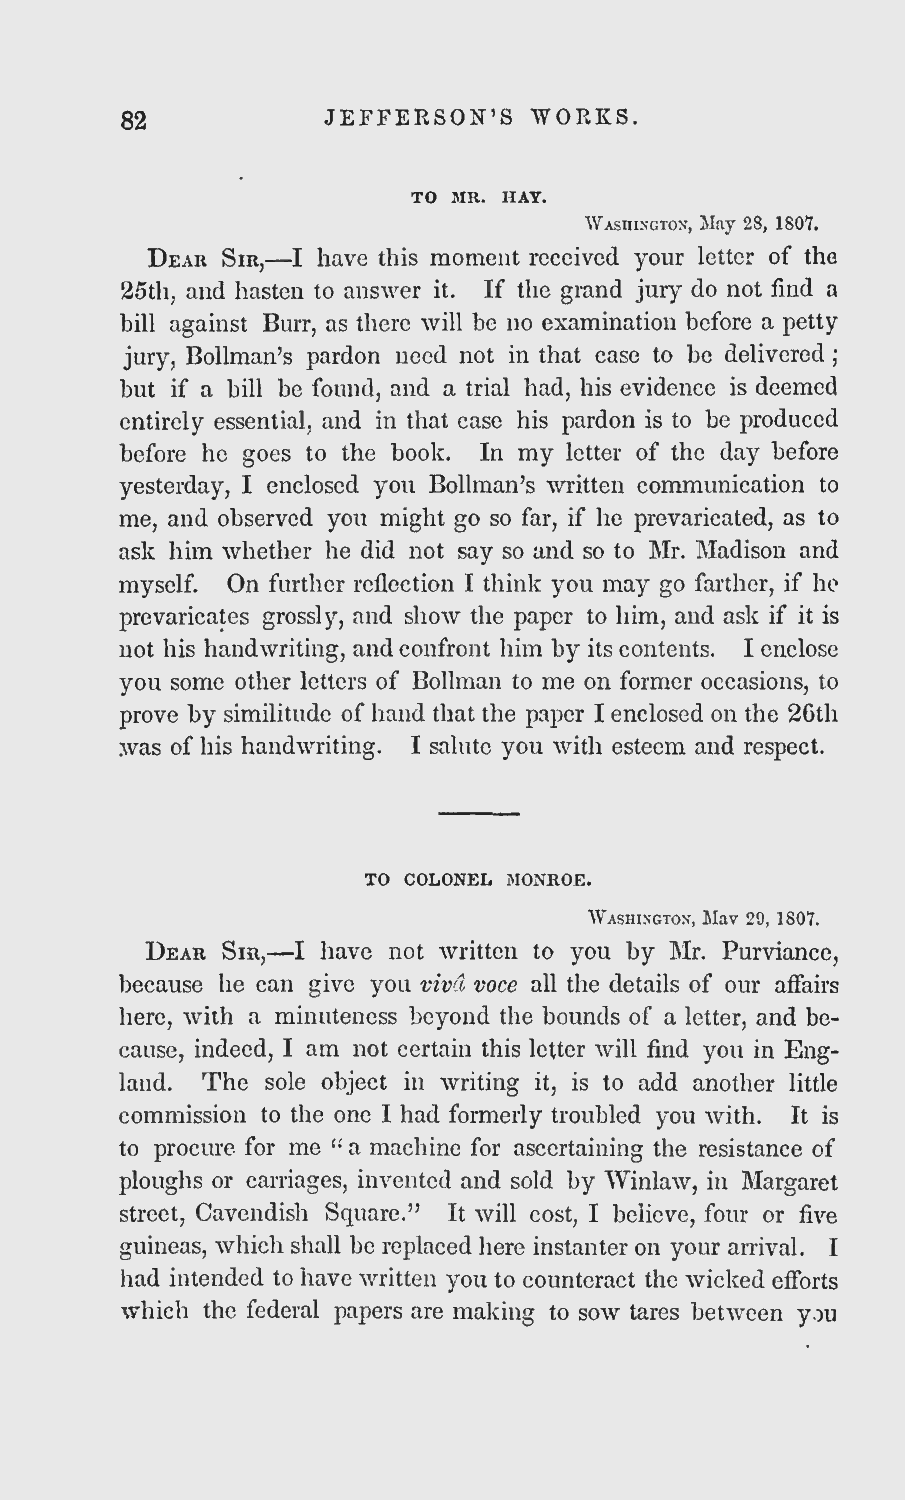 82 JEFFERSON'S WORKS.
TO MR. HAY.
WASHINGTON, May 28, 1807.
DEAR SIR,—I have this moment received your letter of the
25th, and hasten to answer it. If the grand jury do not find a
bill against Burr, as there will be no examination before a petty
jury, Bollman's pardon need not in that case to be delivered ;
but if a bill be found, and a trial had, his evidence is deemed
entirely essential, and in that case his pardon is to be produced
before he goes to the book. In my letter of the day before
yesterday, I enclosed you Bollman's written communication to
me, and observed you might go so far, if he prevaricated, as to
ask him whether he did not say so and so to Mr. Madison and
myself. On further reflection I think you may go farther, if he
prevaricates grossly, and show the paper to him, and ask if it is
not his handwriting, and confront him by its contents. I enclose
you some other letters of Bollman to me on former occasions, to
prove by similitude of hand that the paper I enclosed on the 26th
was of his handwriting. I salute you with esteem and respect.
TO COLONEL MONROE.
WASHINGTON, May 29, 1807.
DEAR SIR,—I have not written to you by Mr. Purviance,
because he can give you vivâ voce all the details of our affairs
here, with a minuteness beyond the bounds of a letter, and be-
cause, indeed, I am not certain this letter will find you in Eng-
land. The sole object in writing it, is to add another little
commission to the one I had formerly troubled you with. It is
to procure for me “a machine for ascertaining the resistance of
ploughs or carriages, invented and sold by Winlaw, in Margaret
street, Cavendish Square.” It will cost, I believe, four or five
guineas, which shall be replaced here instanter on your arrival. I
had intended to have written you to counteract the wicked efforts
which the federal papers are making to sow tares between you